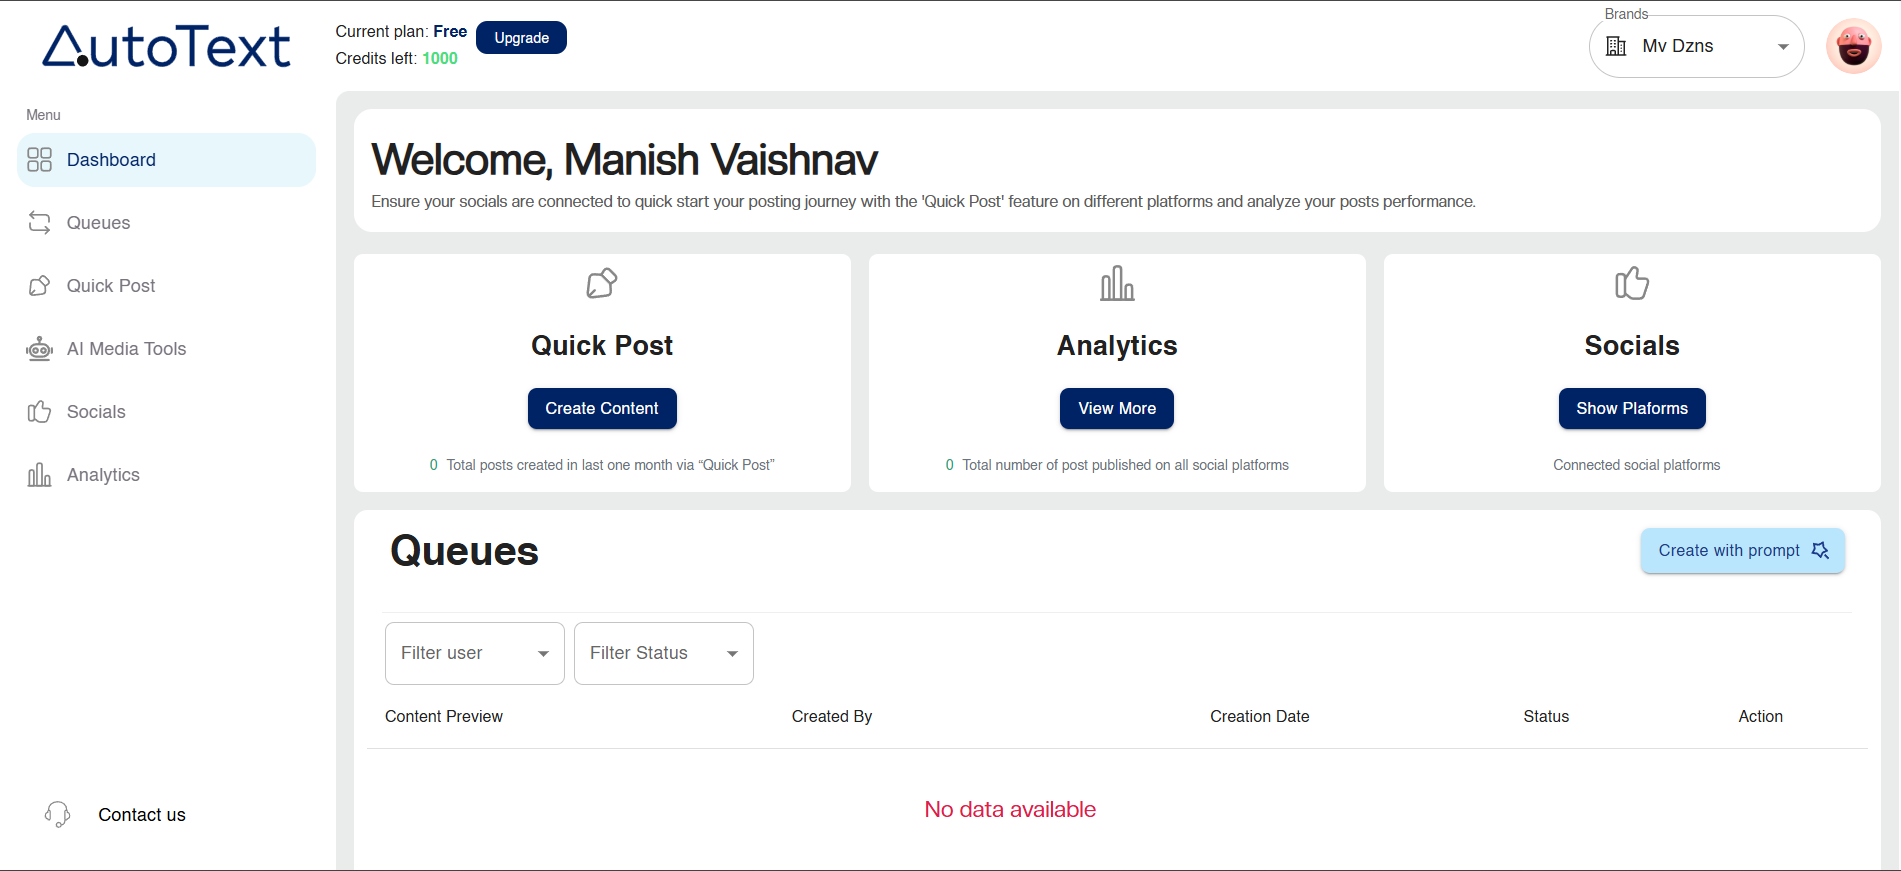 AutoText
Current plan: Free
Credits left: 1000
Upgrade
Brands
Mv Dzns
Menu
Dashboard
Queues
Quick Post
AI Media Tools
Socials
Analytics
Contact us
Welcome, Manish Vaishnav
Ensure your socials are connected to quick start your posting journey with the 'Quick Post' feature on different platforms and analyze your posts performance.
Quick Post
Create Content
0 Total posts created in last one month via “Quick Post”
Analytics
View More
0 Total number of post published on all social platforms
Socials
Show Plaforms
Connected social platforms
Queues
Create with prompt
Filter user
Filter Status
Content Preview Created By Creation Date Status Action
No data available